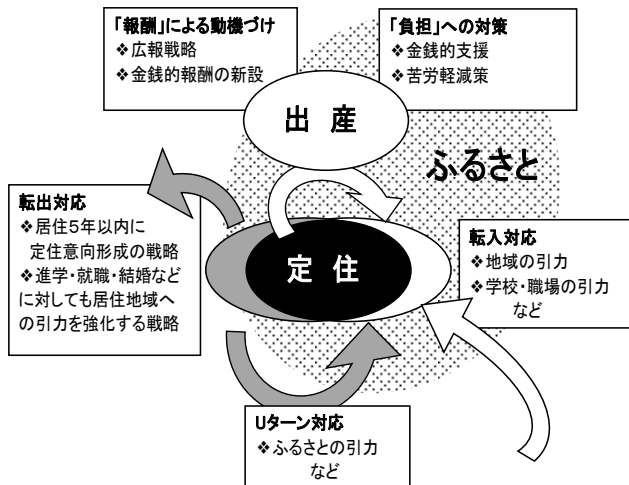 「報酬」による動機づけ
❖広報戦略
❖金銭的報酬の新設
「負担」への対策
❖金銭的支援
❖苦労軽減策
出 産
ふるさと
転出対応
❖居住5年以内に
定住意向形成の戦略
❖進学・就職・結婚など
に対しても居住地域へ
の引力を強化する戦略
定 住
転入対応
❖地域の引力
❖学校・職場の引力
など
Uターン対応
❖ふるさとの引力
など